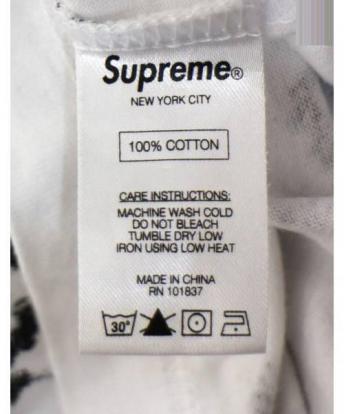 Supreme®
NEW YORK CITY
100% COTTON
CARE INSTRUCTIONS:
MACHINE WASH COLD
DO NOT BLEACH
TUMBLE DRY LOW
IRON USING LOW HEAT
MADE IN CHINA
RN 101837
30°